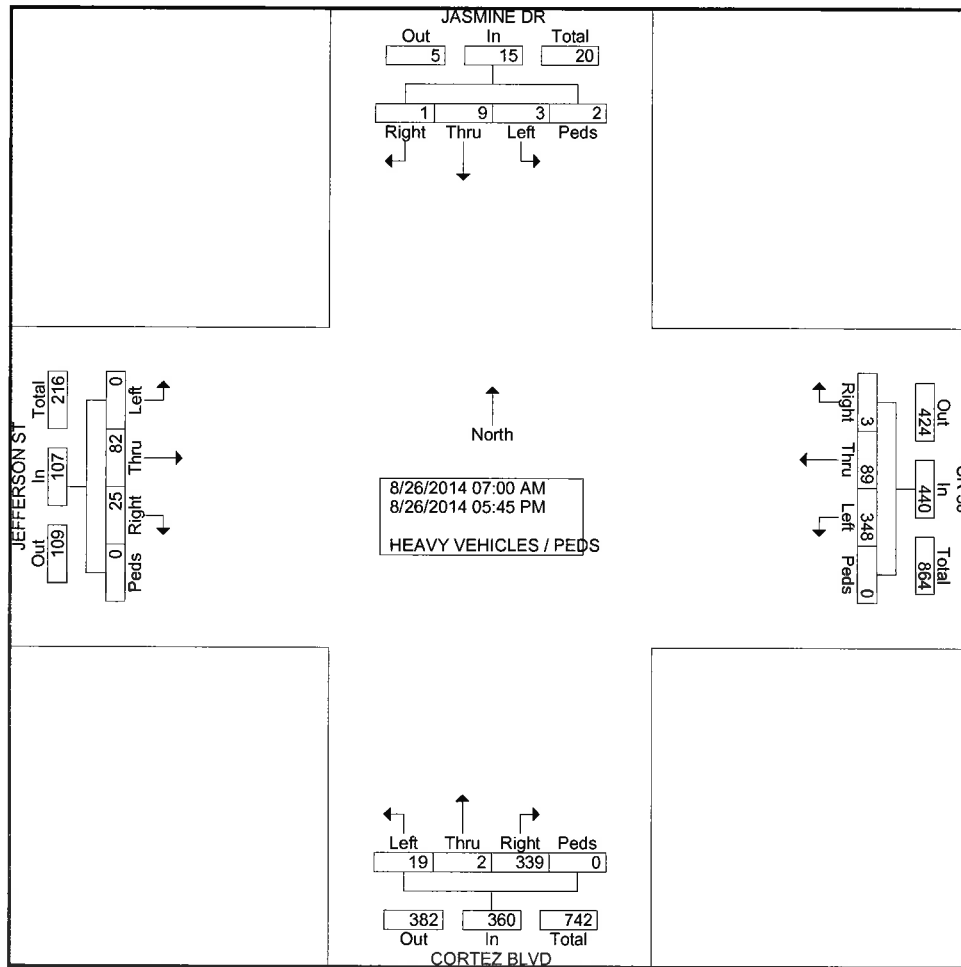 JASMINE DR
Out In Total
5 15 20
1 9 3 2
Right Thru Left Peds
North
8/26/2014 07:00 AM
8/26/2014 05:45 PM
HEAVY VEHICLES / PEDS
JEFFERSON ST
Out In Total
109 107 216
0 82 25 0
Left Thru Right Peds
Out In Total
424 440 864
3 89 348 0
Right Thru Left Peds
Left Thru Right Peds
19 2 339 0
382 360 742
Out In Total
CORTEZ BLVD